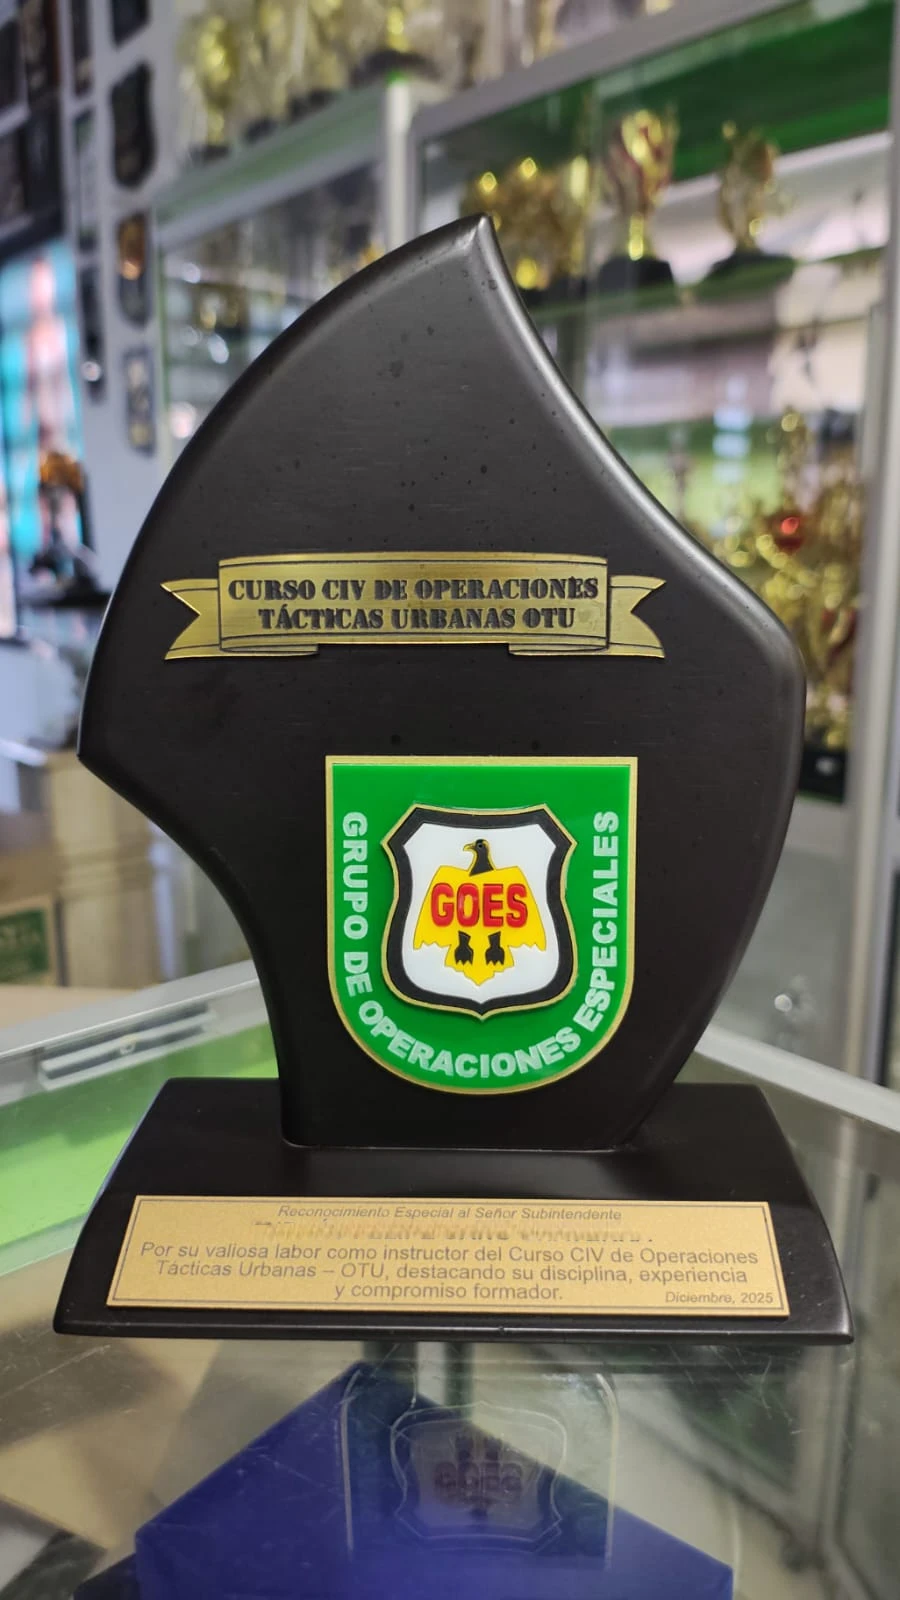 CURSO CIV DE OPERACIONES
TÁCTICAS URBANAS OTU
GRUPO DE OPERACIONES ESPECIALES
GOES
Reconocimiento Especial al Señor Subintendente
Por su valiosa labor como instructor del Curso CIV de Operaciones
Tácticas Urbanas – OTU, destacando su disciplina, experiencia
y compromiso formador.
Diciembre, 2025